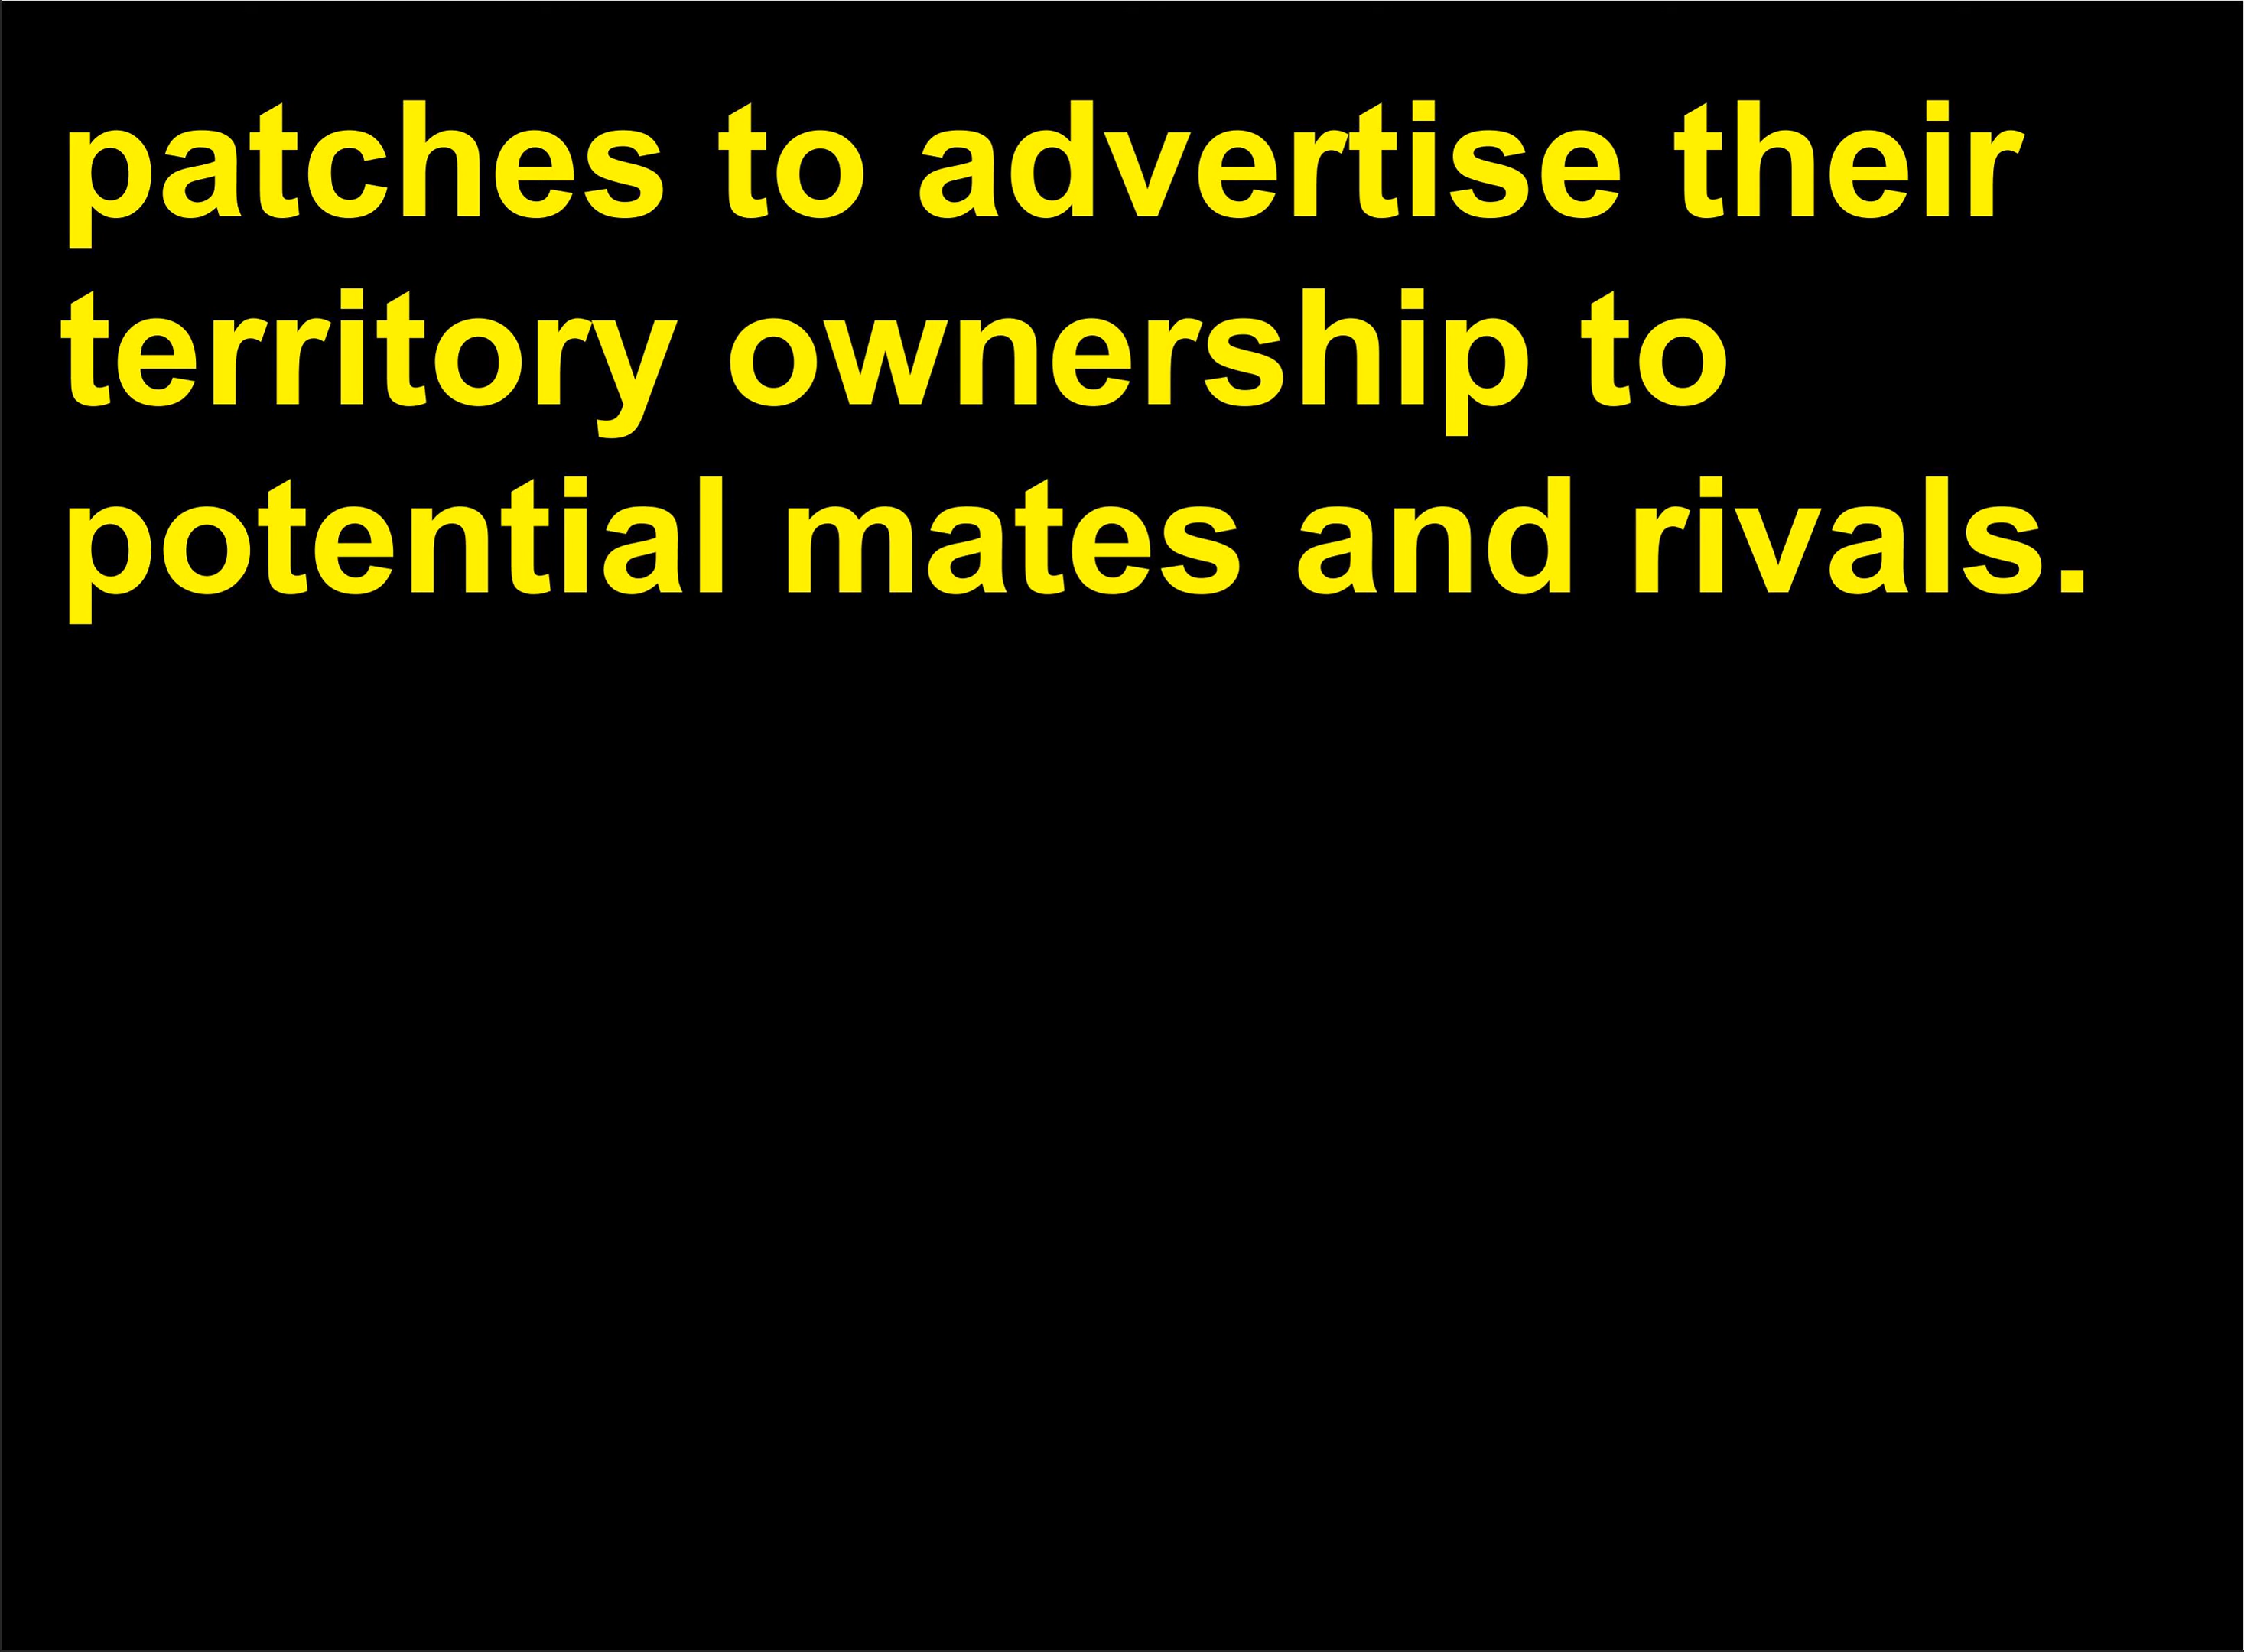 patches to advertise their
territory ownership to
potential mates and rivals.